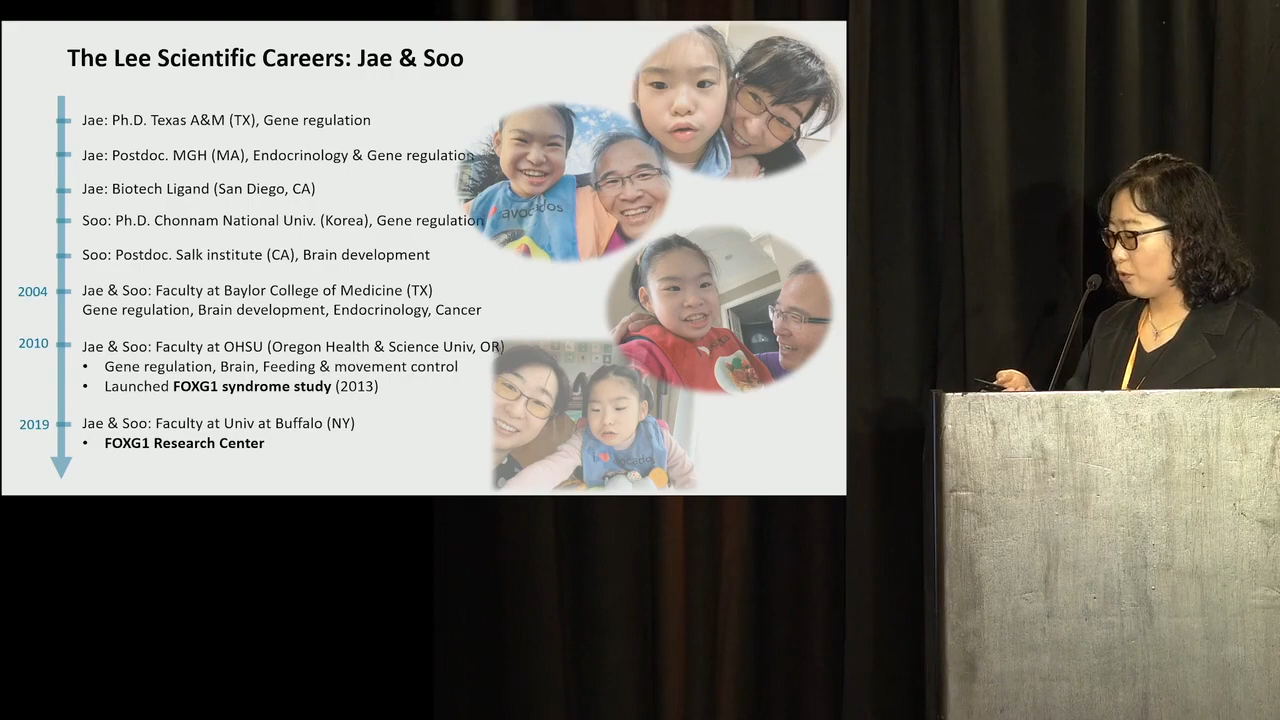 The Lee Scientific Careers: Jae & Soo
Jae: Ph.D. Texas A&M (TX), Gene regulation
Jae: Postdoc. MGH (MA), Endocrinology & Gene regulation
Jae: Biotech Ligand (San Diego, CA)
Soo: Ph.D. Chonnam National Univ. (Korea), Gene regulation
Soo: Postdoc. Salk institute (CA), Brain development
2004
Jae & Soo: Faculty at Baylor College of Medicine (TX)
Gene regulation, Brain development, Endocrinology, Cancer
2010
Jae & Soo: Faculty at OHSU (Oregon Health & Science Univ, OR)
• Gene regulation, Brain, Feeding & movement control
• Launched FOXG1 syndrome study (2013)
2019
Jae & Soo: Faculty at Univ at Buffalo (NY)
• FOXG1 Research Center
avocados